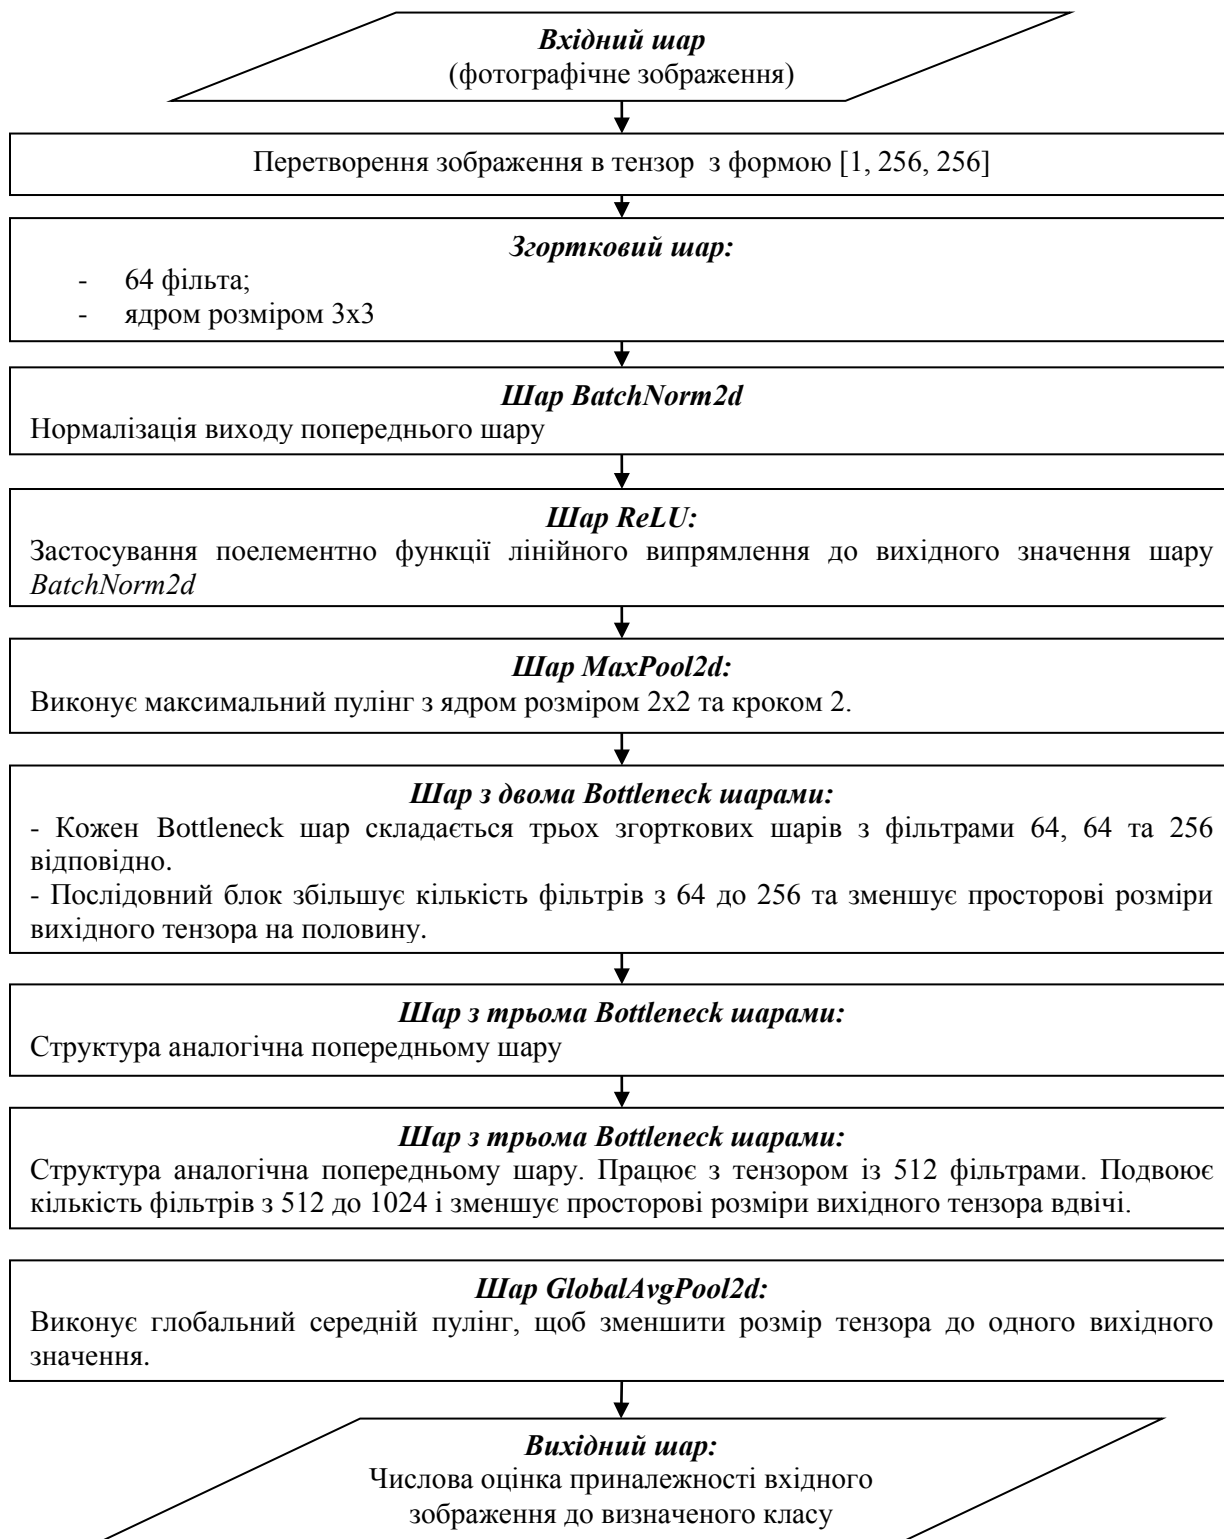 Вхідний шар
(фотографічне зображення)
Перетворення зображення в тензор з формою [1, 256, 256]
Згортковий шар:
- 64 фільта;
- ядром розміром 3х3
Шар BatchNorm2d
Нормалізація виходу попереднього шару
Шар ReLU:
Застосування поелементно функції лінійного випрямлення до вихідного значення шару
BatchNorm2d
Шар MaxPool2d:
Виконує максимальний пулінг з ядром розміром 2х2 та кроком 2.
Шар з двома Bottleneck шарами:
- Кожен Bottleneck шар складається трьох згорткових шарів з фільтрами 64, 64 та 256
відповідно.
- Послідовний блок збільшує кількість фільтрів з 64 до 256 та зменшує просторові розміри
вихідного тензора на половину.
Шар з трьома Bottleneck шарами:
Структура аналогічна попередньому шару
Шар з трьома Bottleneck шарами:
Структура аналогічна попередньому шару. Працює з тензором із 512 фільтрами. Подвоює
кількість фільтрів з 512 до 1024 і зменшує просторові розміри вихідного тензора вдвічі.
Шар GlobalAvgPool2d:
Виконує глобальний середній пулінг, щоб зменшити розмір тензора до одного вихідного
значення.
Вихідний шар:
Числова оцінка приналежності вхідного
зображення до визначеного класу